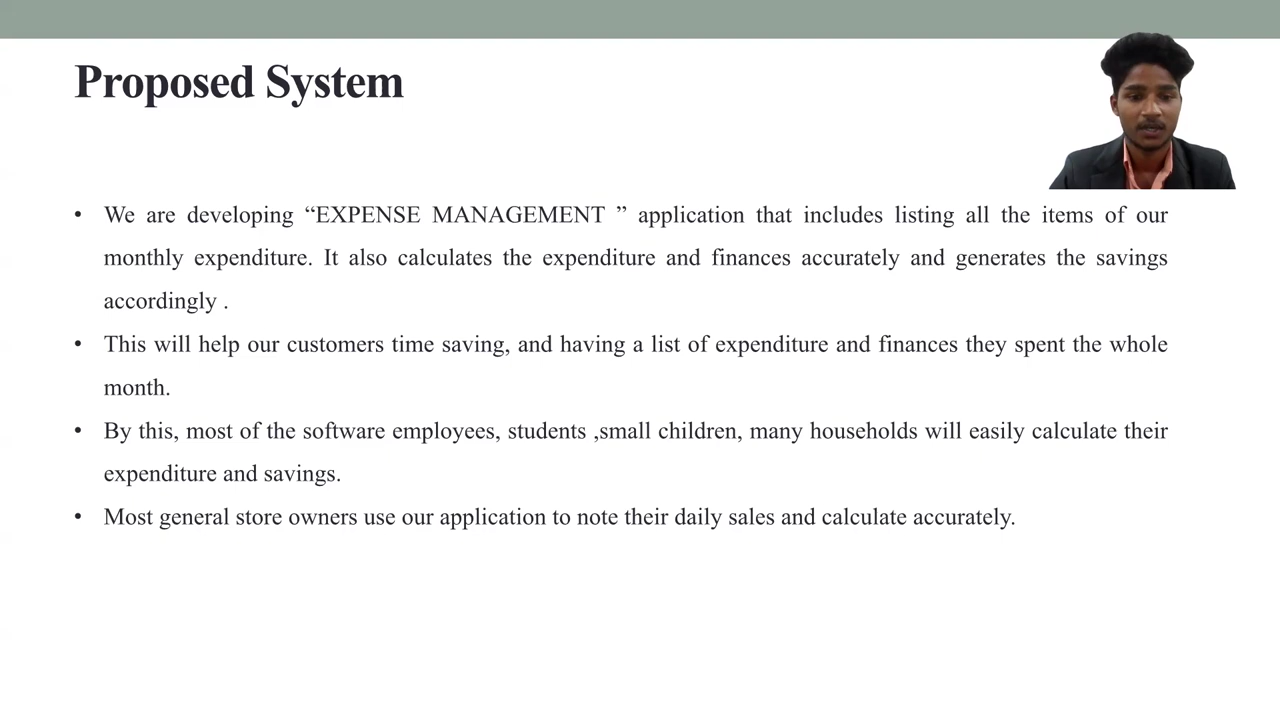 Proposed System
• We are developing “EXPENSE MANAGEMENT ” application that includes listing all the items of our
monthly expenditure. It also calculates the expenditure and finances accurately and generates the savings
accordingly .
• This will help our customers time saving, and having a list of expenditure and finances they spent the whole
month.
• By this, most of the software employees, students ,small children, many households will easily calculate their
expenditure and savings.
• Most general store owners use our application to note their daily sales and calculate accurately.